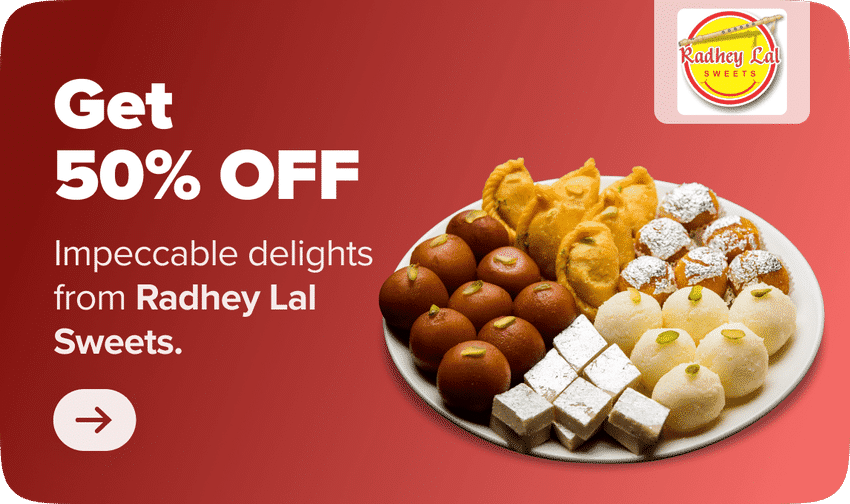 Radhey Lal
SWEETS
Get
50% OFF
Impeccable delights
from Radhey Lal
Sweets.